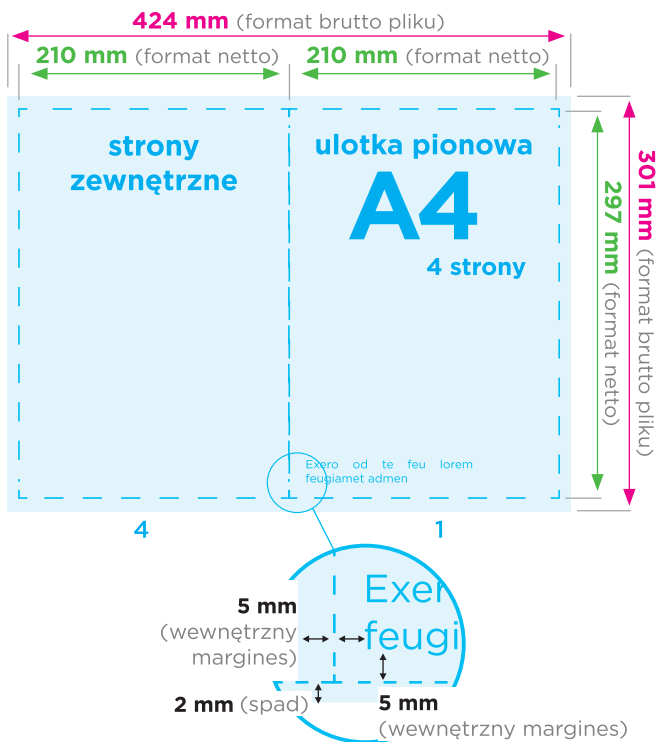 424 mm (format brutto pliku)
210 mm (format netto)
210 mm (format netto)
strony
zewnętrzne
ulotka pionowa
A4
4 strony
297 mm (format netto)
301 mm (format brutto pliku)
Exero od te feu lorem
feugiamet admen
4
1
Exer
feugi
5 mm
(wewnętrzny
margines)
2 mm (spad)
5 mm
(wewnętrzny margines)